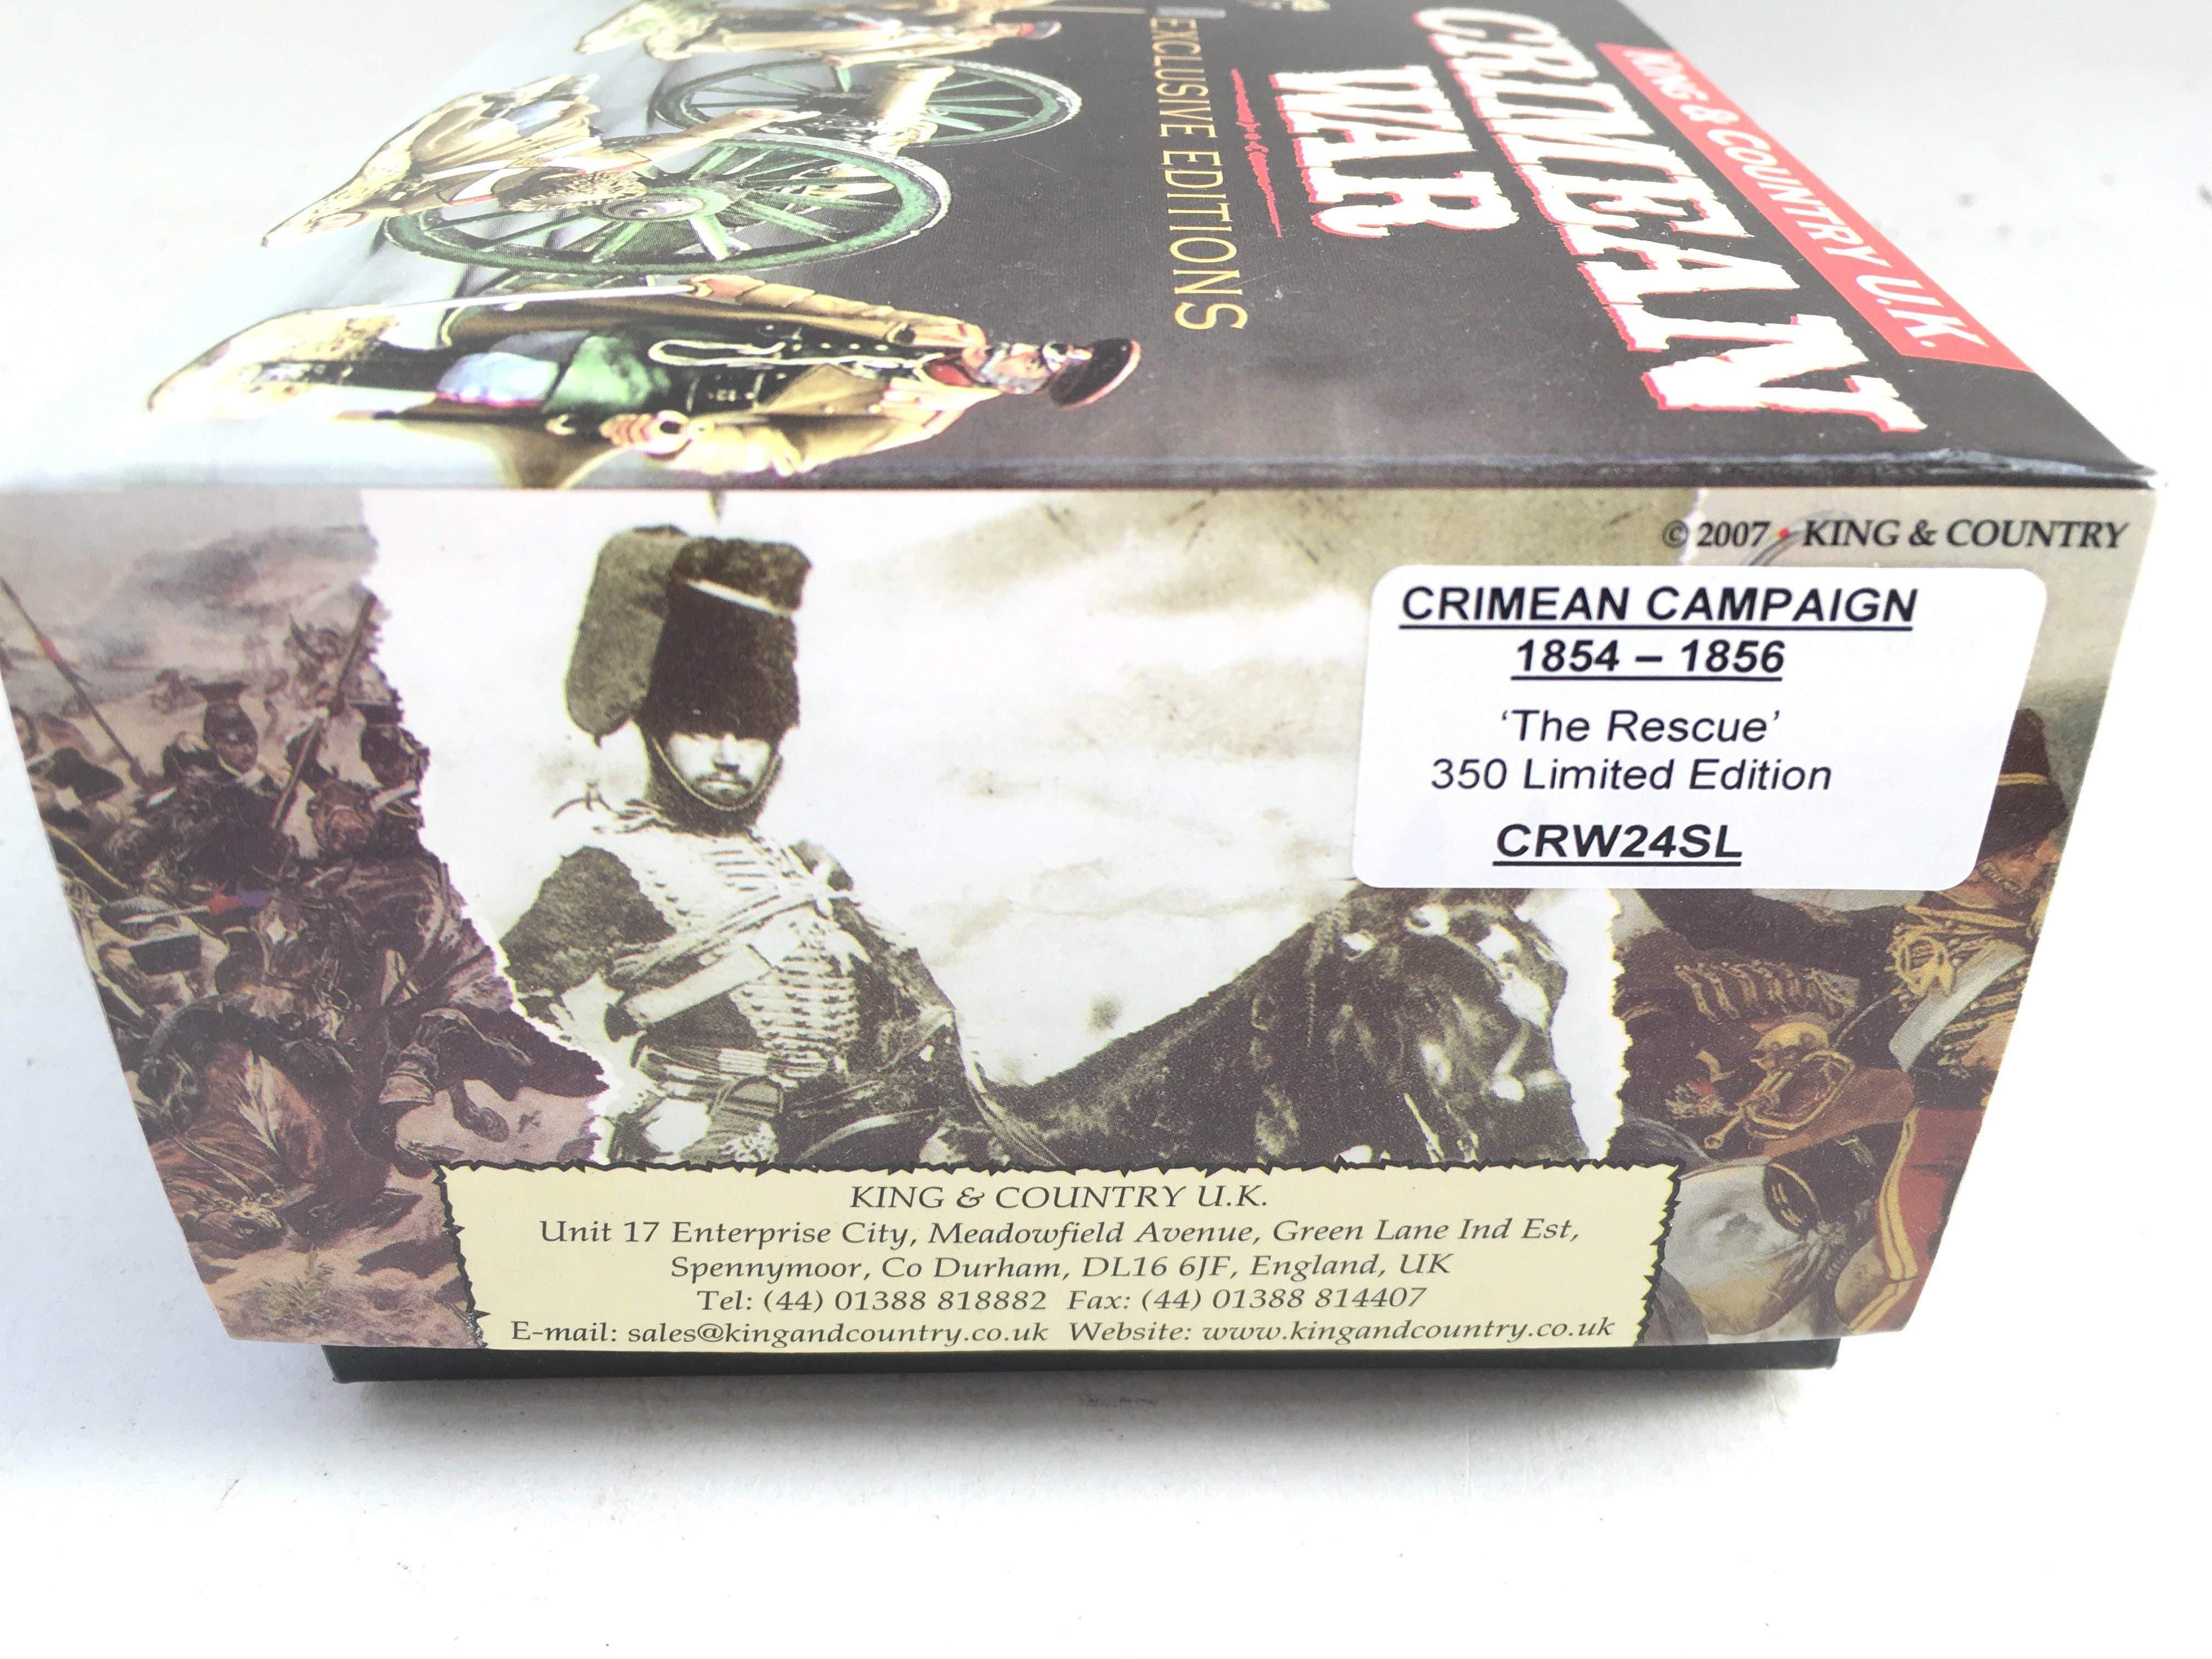 KING & COUNTRY U.K.
CRIMEAN
WAR
EXCLUSIVE EDITIONS
© 2007 • KING & COUNTRY
CRIMEAN CAMPAIGN
1854 – 1856
‘The Rescue’
350 Limited Edition
CRW24SL
KING & COUNTRY U.K.
Unit 17 Enterprise City, Meadowfield Avenue, Green Lane Ind Est,
Spennymoor, Co Durham, DL16 6JF, England, UK
Tel: (44) 01388 818882 Fax: (44) 01388 814407
E-mail: sales@kingandcountry.co.uk Website: www.kingandcountry.co.uk